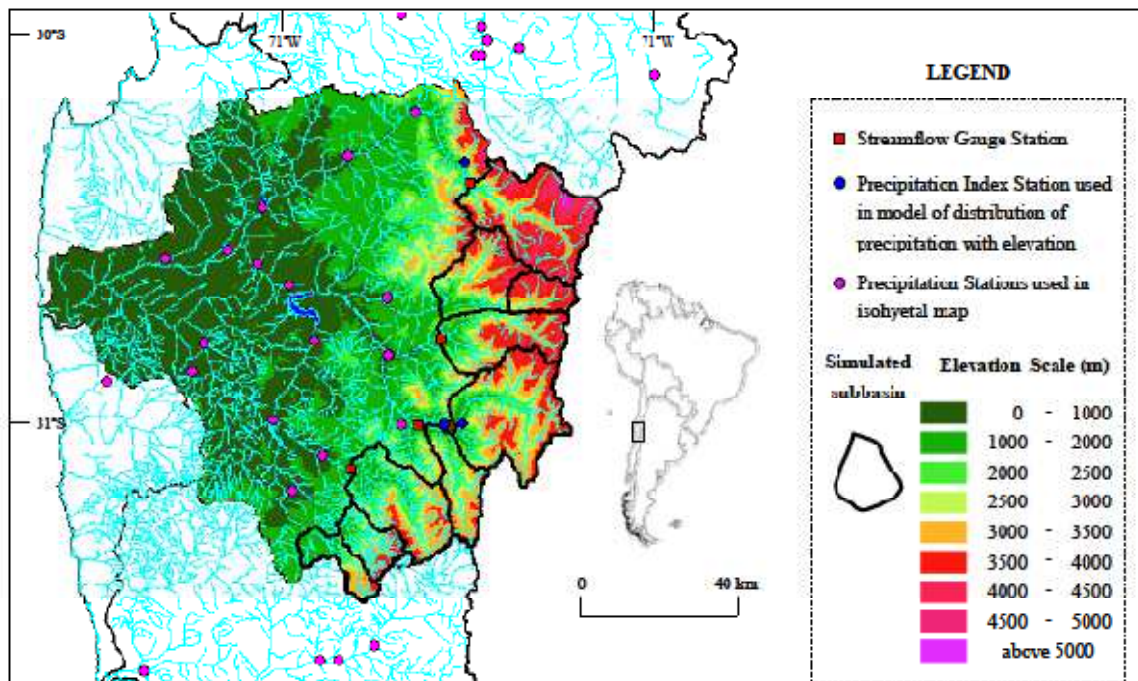 30°S
71°W
71°W
31°S
0 40 km
LEGEND
Streamflow Gauge Station
Precipitation Index Station used
in model of distribution of
precipitation with elevation
Precipitation Stations used in
isohyetal map
Simulated
subbasin
Elevation Scale (m)
0 - 1000
1000 - 2000
2000 - 2500
2500 - 3000
3000 - 3500
3500 - 4000
4000 - 4500
4500 - 5000
above 5000